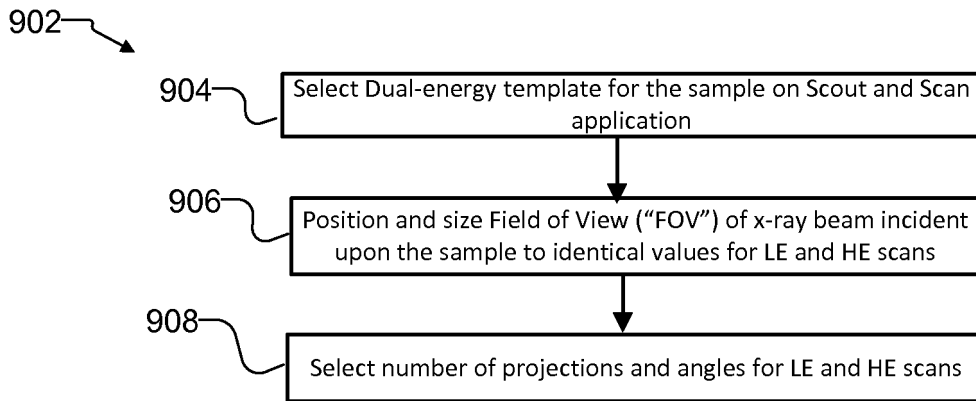 902
904
Select Dual-energy template for the sample on Scout and Scan
application
906
Position and size Field of View (“FOV”) of x-ray beam incident
upon the sample to identical values for LE and HE scans
908
Select number of projections and angles for LE and HE scans